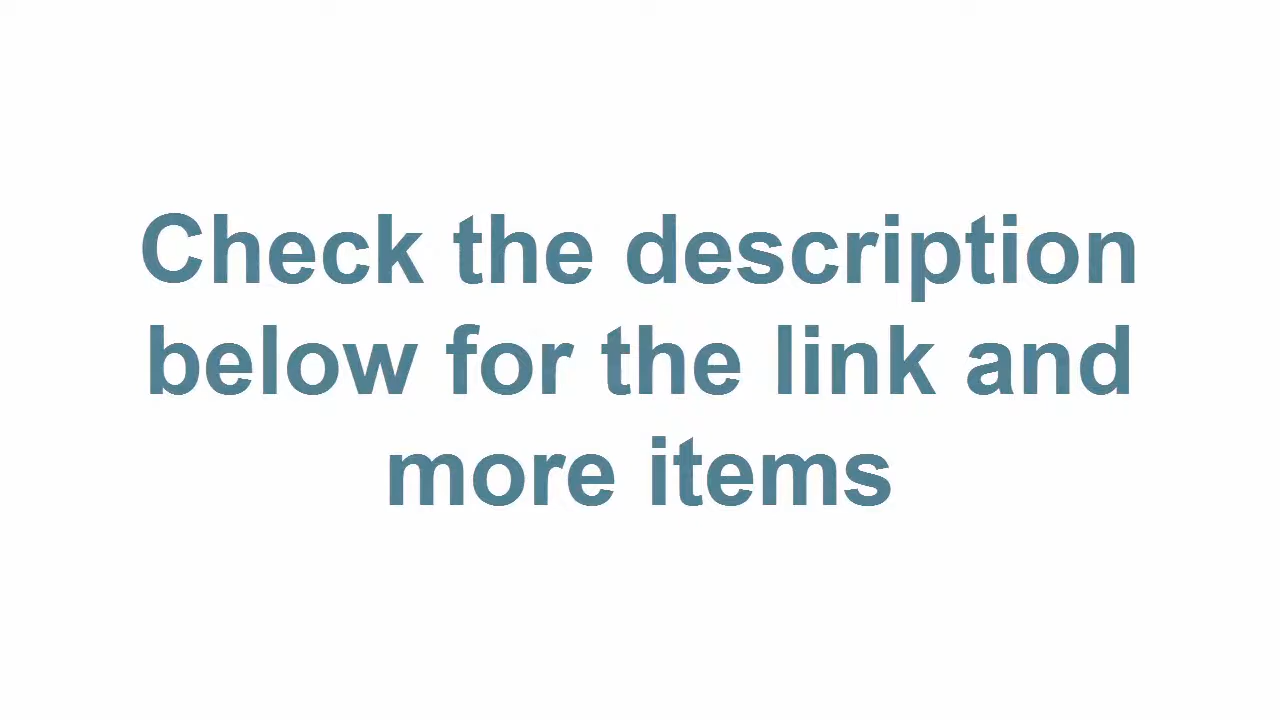 Check the description
below for the link and
more items